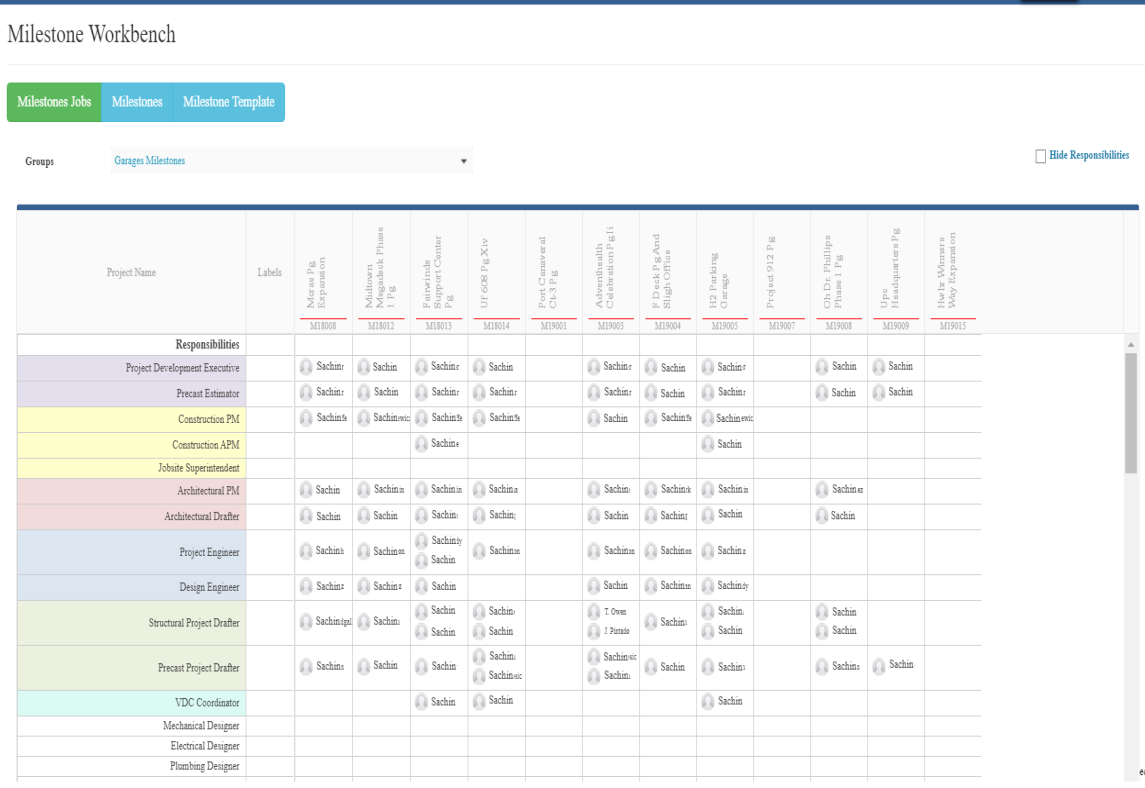 Milestone Workbench
Milestones Jobs Milestones Milestone Template
Groups Garages Milestones Hide Responsibilities
Project Name Labels
Mcrae Pg Expansion
Midtown Megadeck Phase 1 Pg
Fairwinds Support Center Pg
Uf 608 Pg Xiv
Port Canaveral Ct-3 Pg
Adventhealth Celebration Pg Ii
F Deck Pg And Sligh Office
H2 Parking Garage
Project 912 Pg
Oh Dr. Phillips Phase 1 Pg
Upc Headquarters Pg
Hwhr Winners Way Expansion
M18008 M18012 M18013 M18014 M19001 M19003 M19004 M19005 M19007 M19008 M19009 M19015
Responsibilities
Project Development Executive Sachin Sachin Sachin Sachin Sachin Sachin Sachin Sachin Sachin
Precast Estimator Sachin Sachin Sachin Sachin Sachin Sachin Sachin Sachin Sachin
Construction PM Sachin Sachin Sachin Sachin Sachin Sachin Sachin
Construction APM Sachin Sachin
Jobsite Superintendent
Architectural PM Sachin Sachin Sachin Sachin Sachin Sachin Sachin Sachin
Architectural Drafter Sachin Sachin Sachin Sachin Sachin Sachin Sachin Sachin
Project Engineer Sachin Sachin Sachin Sachin Sachin Sachin Sachin
Sachin
Design Engineer Sachin Sachin Sachin Sachin Sachin Sachin
Structural Project Drafter Sachin Sachin Sachin Sachin T. Owen Sachin Sachin Sachin
Sachin Sachin J. Pintado Sachin Sachin
Precast Project Drafter Sachin Sachin Sachin Sachin Sachin Sachin Sachin Sachin Sachin
Sachin Sachin
VDC Coordinator Sachin Sachin Sachin
Mechanical Designer
Electrical Designer
Plumbing Designer